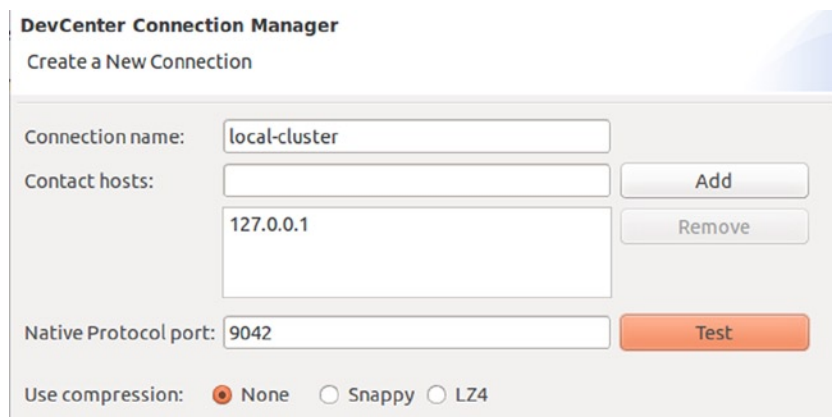 DevCenter Connection Manager
Create a New Connection
Connection name: local-cluster
Contact hosts: Add
127.0.0.1 Remove
Native Protocol port: 9042 Test
Use compression: None Snappy LZ4